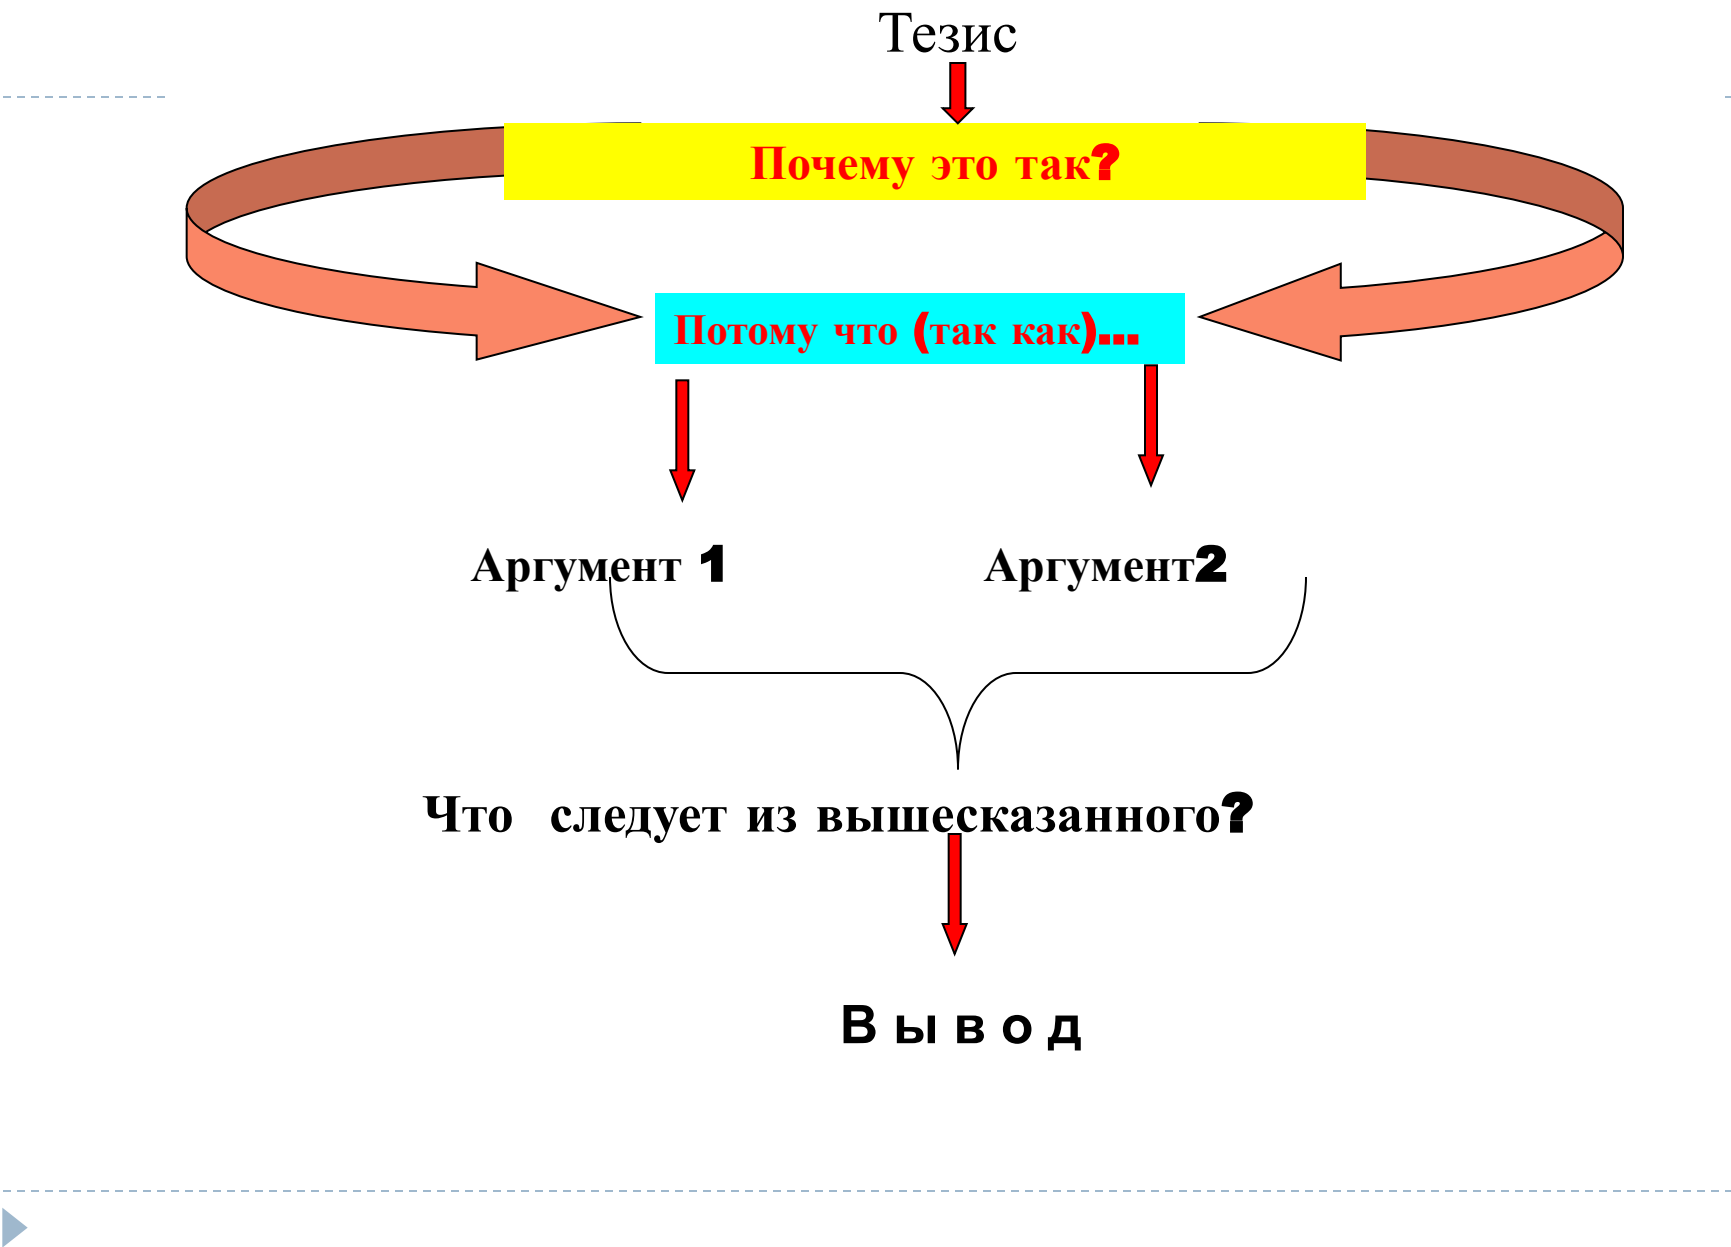 Тезис
Почему это так?
Потому что (так как)...
Аргумент 1
Аргумент2
Что следует из вышесказанного?
В ы в о д